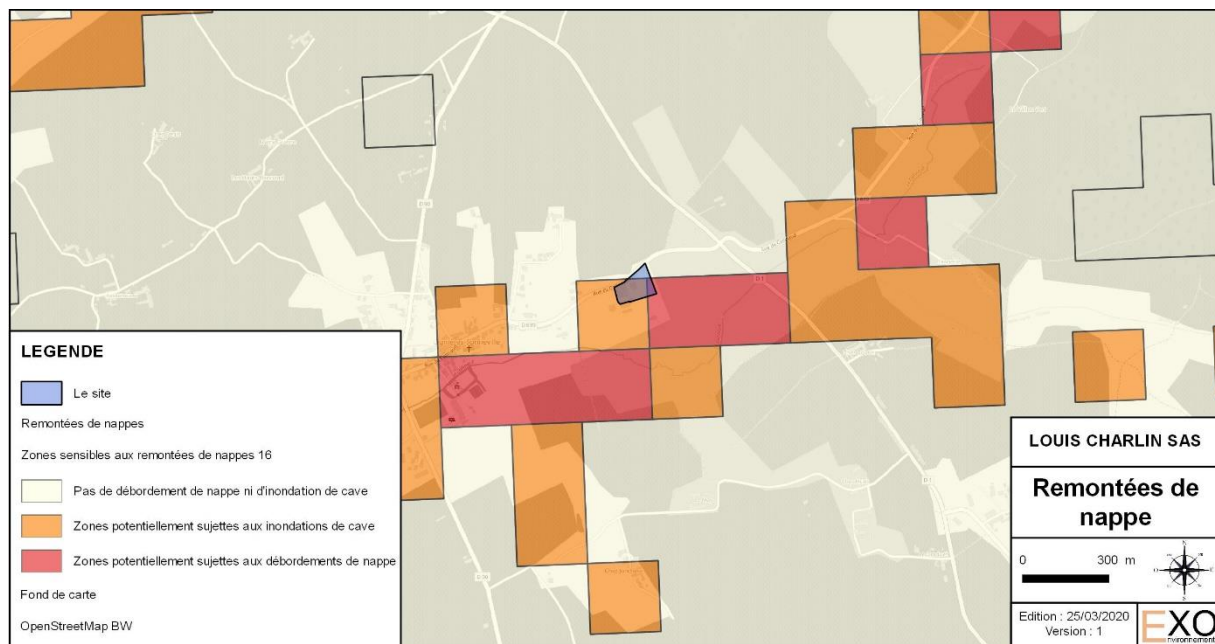 LEGENDE
Le site
Remontées de nappes
Zones sensibles aux remontées de nappes 16
Pas de débordement de nappe ni d'inondation de cave
Zones potentiellement sujettes aux inondations de cave
Zones potentiellement sujettes aux débordements de nappe
Fond de carte
OpenStreetMap BW
LOUIS CHARLIN SAS
Remontées de
nappe
0 300 m
Edition : 25/03/2020
Version : 1
EXO
environnement